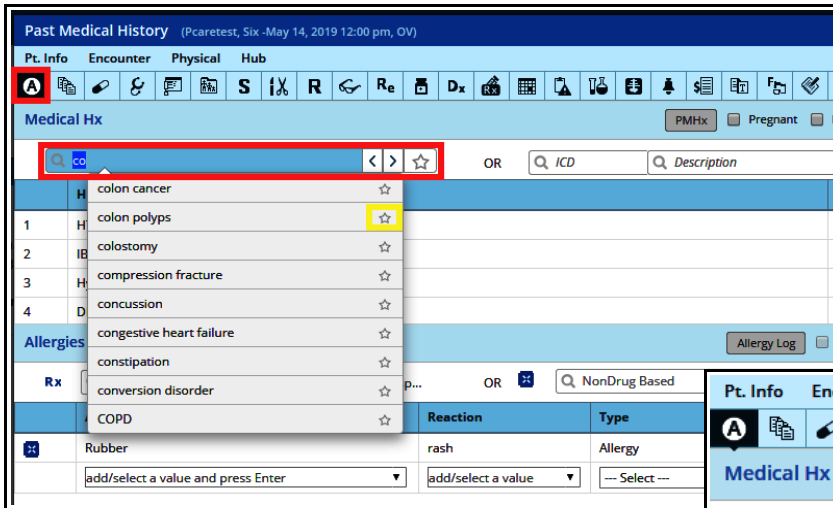 Past Medical History (Pcaretest, Six -May 14, 2019 12:00 pm, OV)
Pt. Info Encounter Physical Hub
A S R Re Dx Rx
Medical Hx PMHx Pregnant
co < > OR ICD Description
colon cancer
1 colon polyps
2 IB colostomy
3 compression fracture
4 concussion
Allergies congestive heart failure Allergy Log
constipation
Rx conversion disorder p... OR NonDrug Based
COPD Reaction Type
Rubber rash Allergy
add/select a value and press Enter add/select a value --- Select ---
Pt. Info En
A
Medical Hx